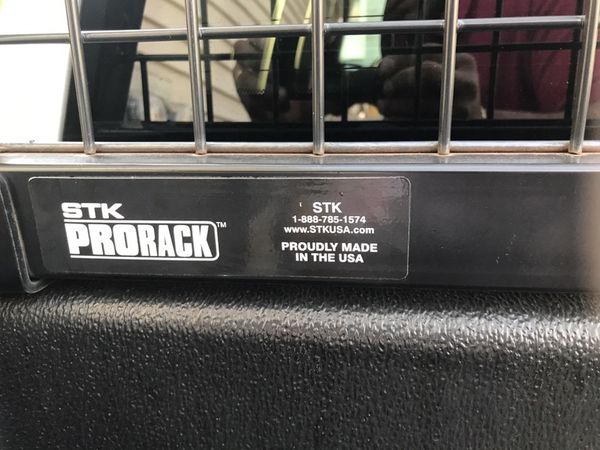 STK
PRORACK™
STK
1-888-785-1574
www.STKUSA.com
PROUDLY MADE
IN THE USA